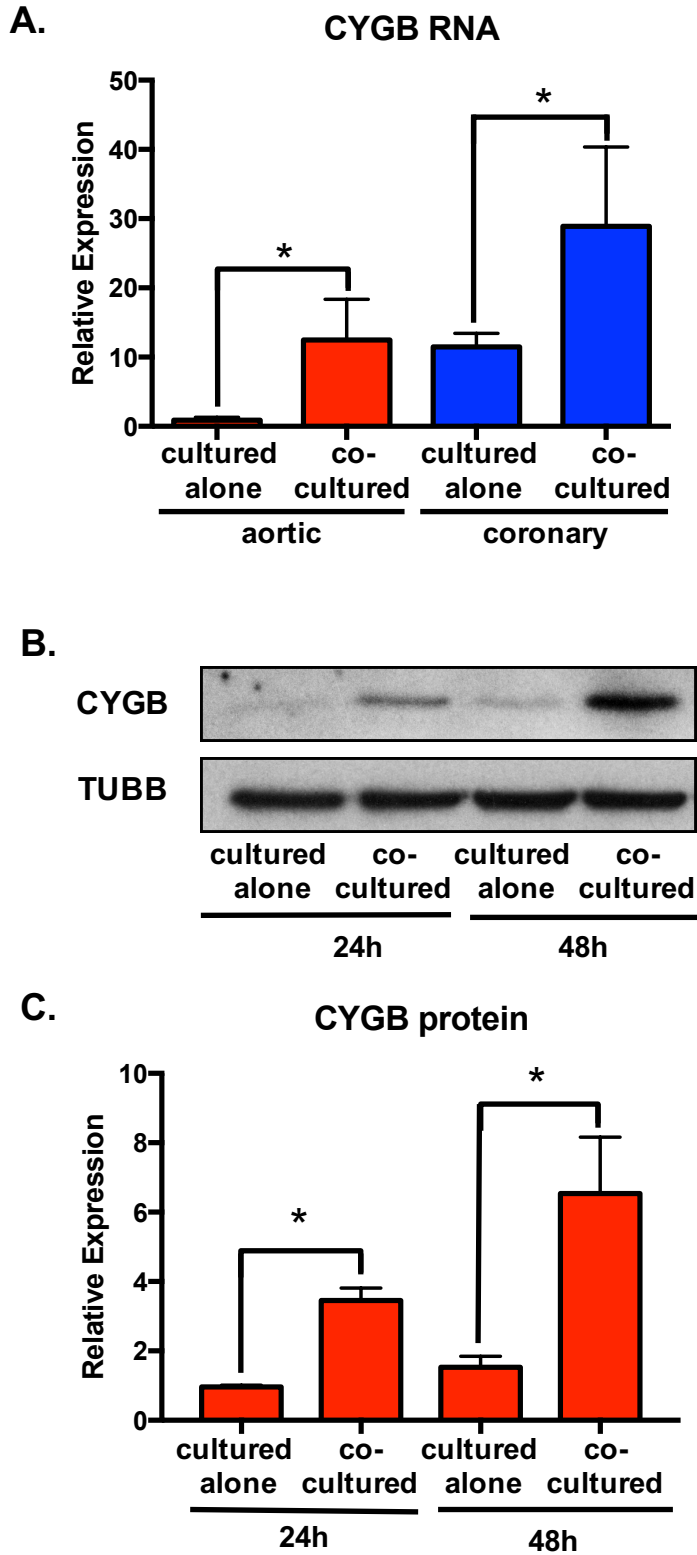 A.
CYGB RNA
Relative Expression
50
40
30
20
10
0
*
*
cultured alone
co-cultured
cultured alone
co-cultured
aortic
coronary
B.
CYGB
TUBB
cultured alone
co-cultured
cultured alone
co-cultured
24h
48h
C.
CYGB protein
Relative Expression
10
8
6
4
2
0
*
*
cultured alone
co-cultured
cultured alone
co-cultured
24h
48h